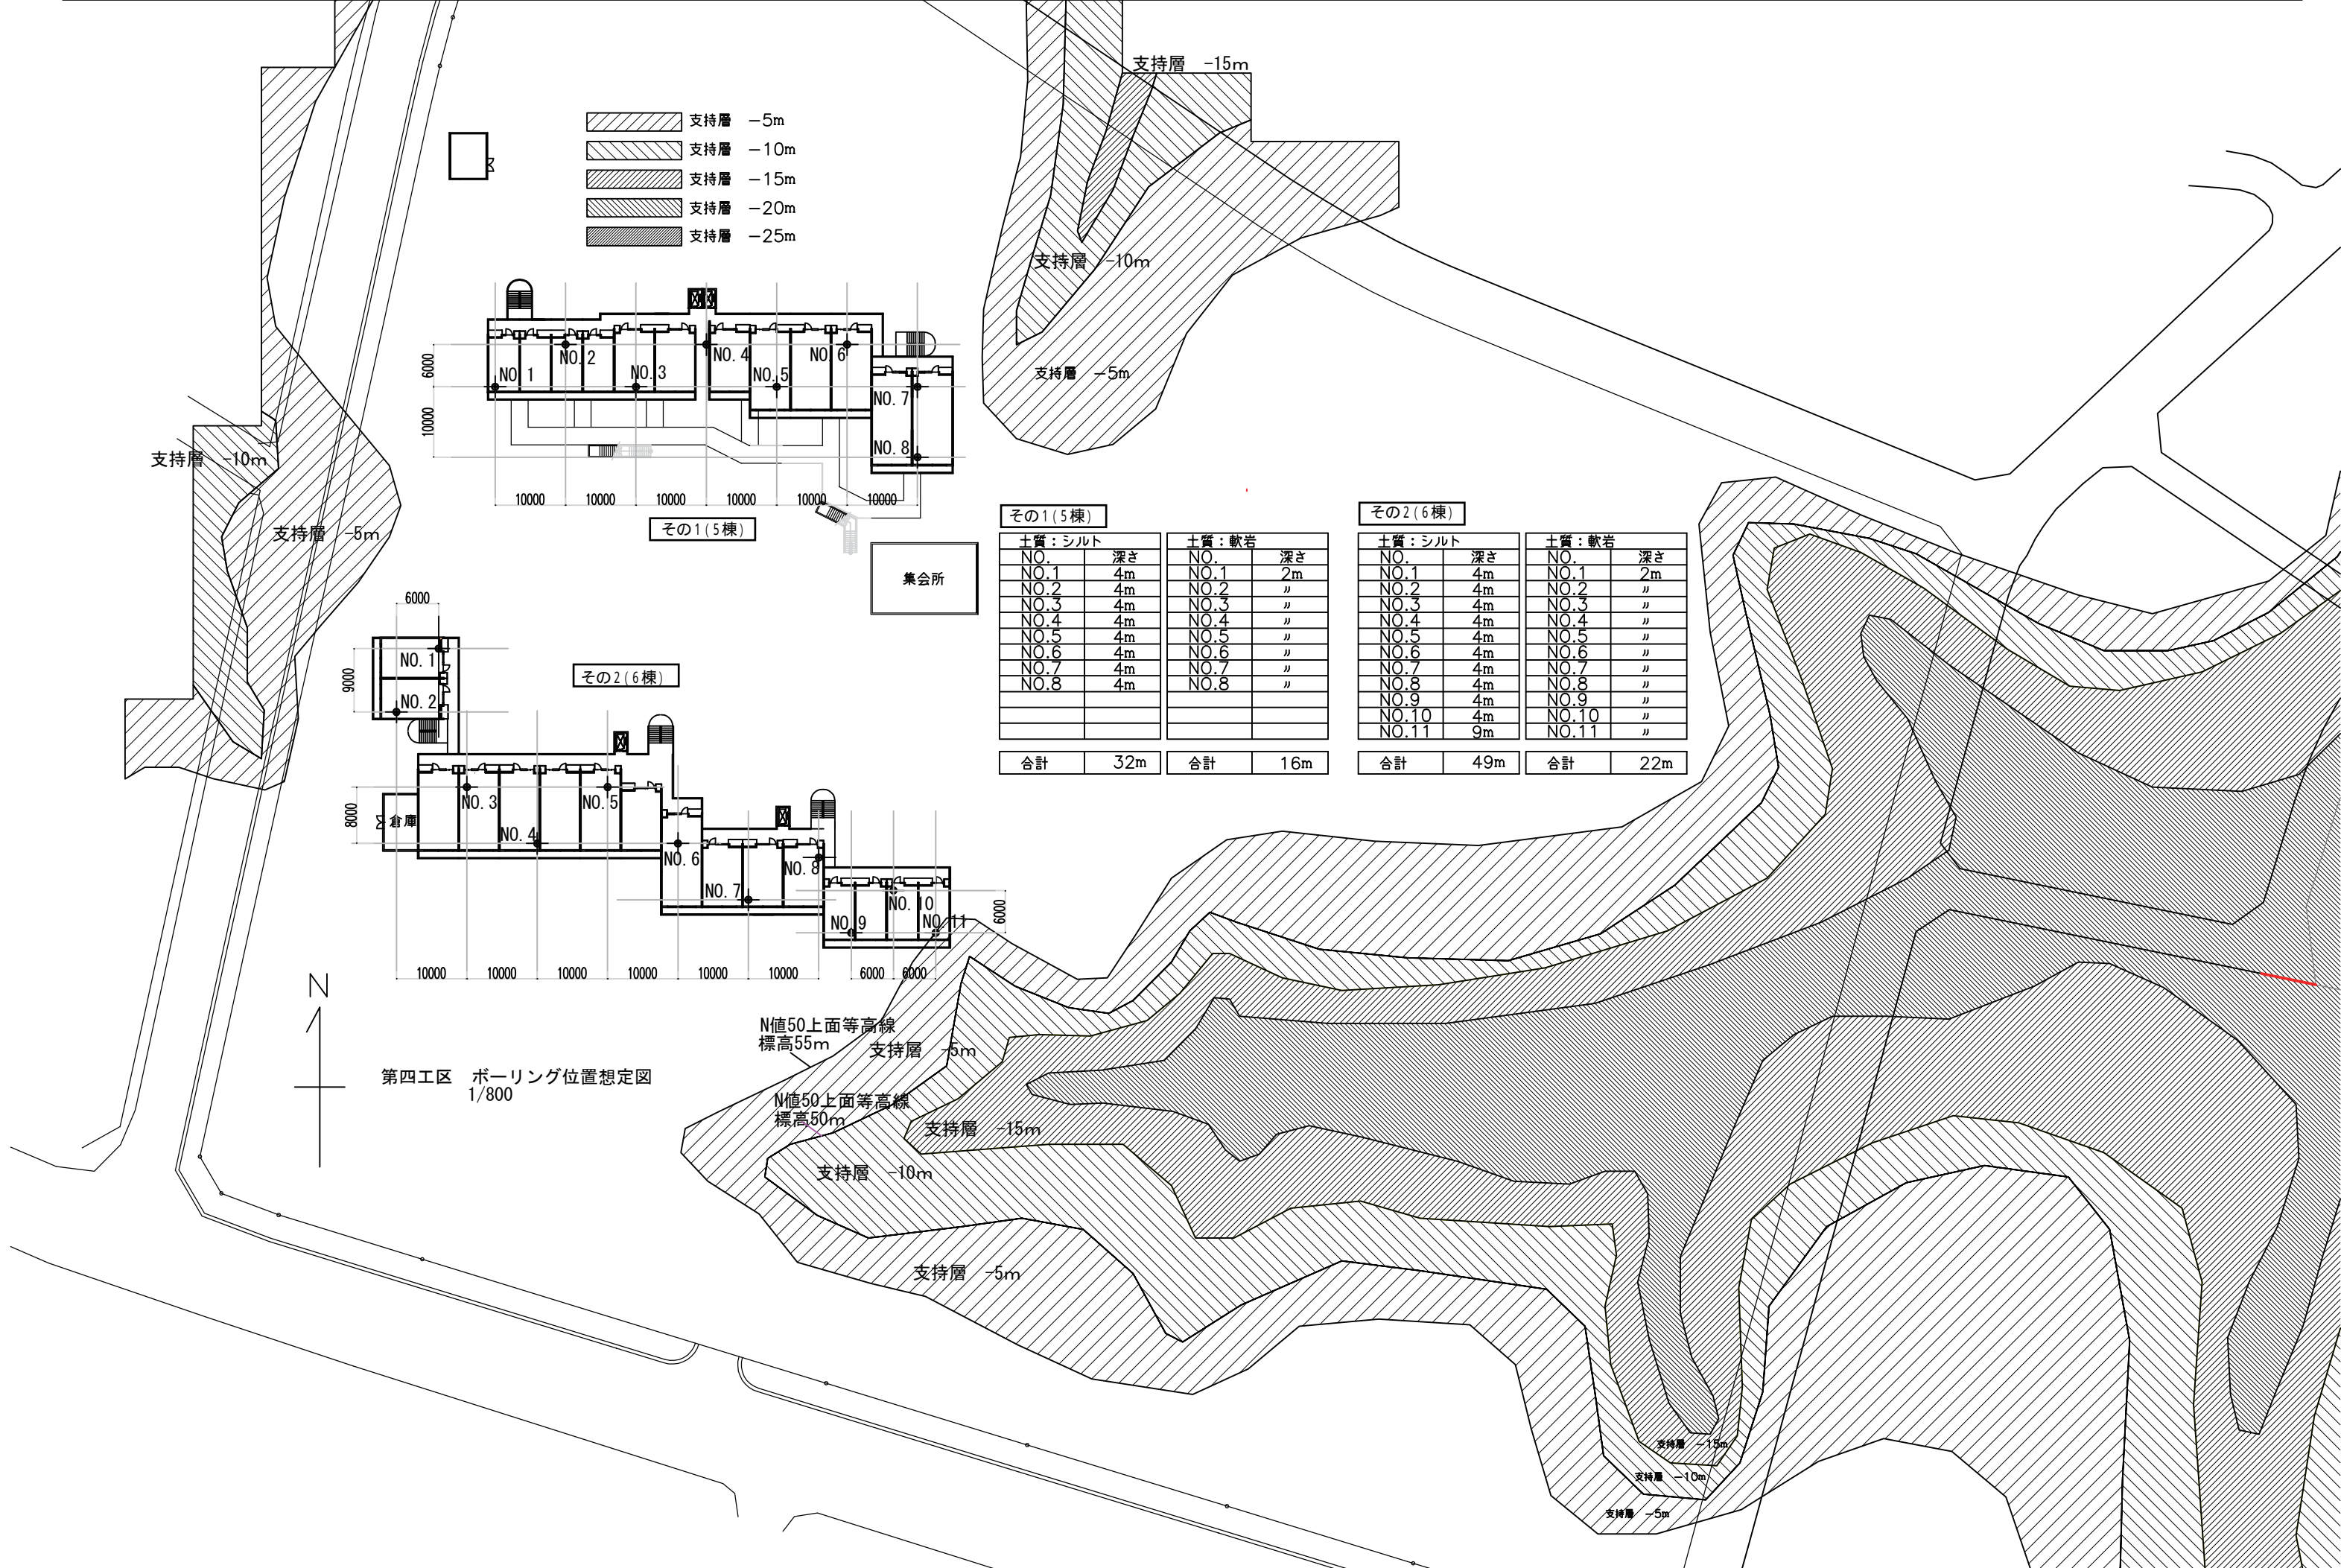 支持層 −15m
支持層 −5m
支持層 −10m
支持層 −15m
支持層 −20m
支持層 −25m
支持層 −10m
支持層 −5m
支持層 −10m
支持層 −5m
6000
10000
NO.1
NO.2
NO.3
NO.4
NO.5
NO.6
NO.7
NO.8
10000 10000 10000 10000 10000 10000
その1(5棟)
集会所
その1(5棟)
土質：シルト 土質：軟岩
NO. 深さ NO. 深さ
NO.1 4m NO.1 2m
NO.2 4m NO.2 〃
NO.3 4m NO.3 〃
NO.4 4m NO.4 〃
NO.5 4m NO.5 〃
NO.6 4m NO.6 〃
NO.7 4m NO.7 〃
NO.8 4m NO.8 〃
合計 32m 合計 16m
その2(6棟)
土質：シルト 土質：軟岩
NO. 深さ NO. 深さ
NO.1 4m NO.1 2m
NO.2 4m NO.2 〃
NO.3 4m NO.3 〃
NO.4 4m NO.4 〃
NO.5 4m NO.5 〃
NO.6 4m NO.6 〃
NO.7 4m NO.7 〃
NO.8 4m NO.8 〃
NO.9 4m NO.9 〃
NO.10 4m NO.10 〃
NO.11 9m NO.11 〃
合計 49m 合計 22m
6000
9000
8000
NO.1
NO.2
その2(6棟)
倉庫
NO.3
NO.4
NO.5
NO.6
NO.7
NO.8
NO.9
NO.10
NO.11
6000
10000 10000 10000 10000 10000 10000 6000 6000
N
第四工区 ボーリング位置想定図
1/800
N値50上面等高線
標高55m
支持層 −5m
N値50上面等高線
標高50m
支持層 −15m
支持層 −10m
支持層 −5m
支持層 −15m
支持層 −10m
支持層 −5m